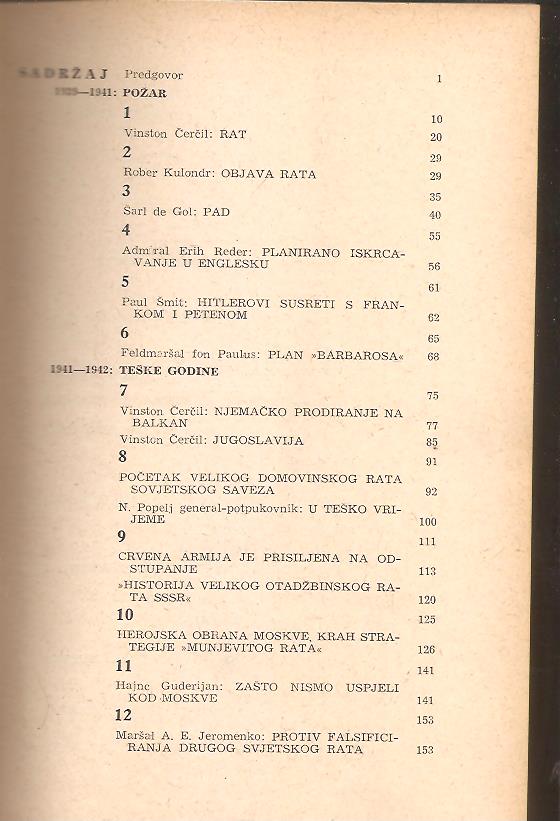 SADRŽAJ Predgovor 1
1939—1941: POŽAR
1 10
Vinston Čerčil: RAT 20
2 29
Rober Kulondr: OBJAVA RATA 29
3 35
Šarl de Gol: PAD 40
4 55
Admiral Erih Reder: PLANIRANO ISKRCA-
VANJE U ENGLESKU 56
5 61
Paul Šmit: HITLEROVI SUSRETI S FRAN-
KOM I PETENOM 62
6 65
Feldmaršal fon Paulus: PLAN »BARBAROSA« 68
1941—1942: TEŠKE GODINE
7 75
Vinston Čerčil: NJEMAČKO PRODIRANJE NA
BALKAN 77
Vinston Čerčil: JUGOSLAVIJA 85
8 91
POČETAK VELIKOG DOMOVINSKOG RATA
SOVJETSKOG SAVEZA 92
N. Popelj general-potpukovnik: U TEŠKO VRI-
JEME 100
9 111
CRVENA ARMIJA JE PRISILJENA NA OD-
STUPANJE 113
»HISTORIJA VELIKOG OTADŽBINSKOG RA-
TA SSSR« 120
10 125
HEROJSKA OBRANA MOSKVE, KRAH STRA-
TEGIJE »MUNJEVITOG RATA« 126
11 141
Hajnc Guderijan: ZAŠTO NISMO USPJELI
KOD MOSKVE 141
12 153
Maršal A. E. Jeromenko: PROTIV FALSIFICI-
RANJA DRUGOG SVJETSKOG RATA 153